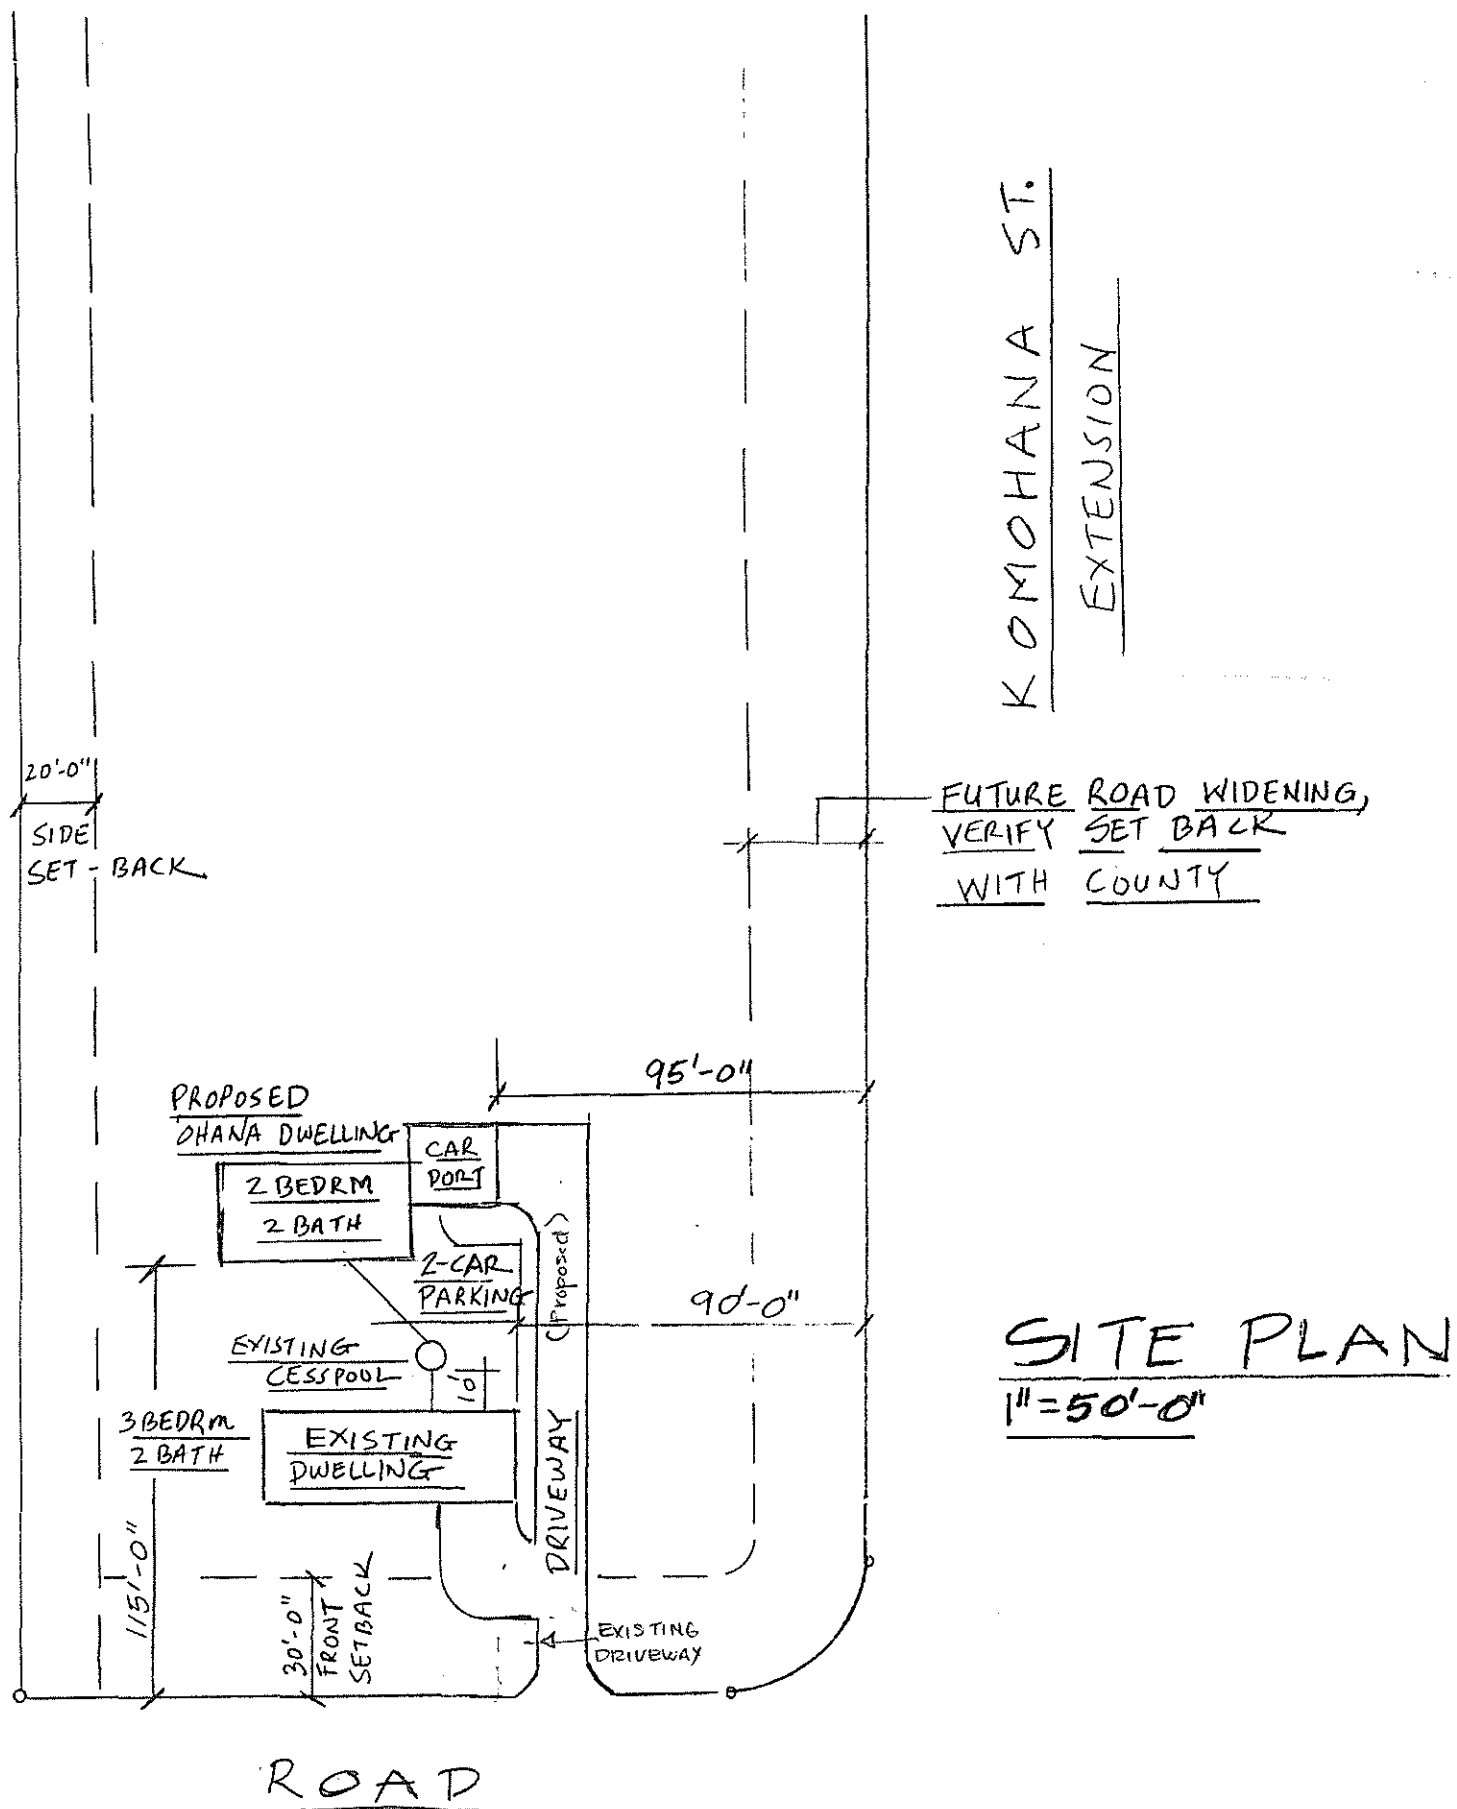 KOMOHANA ST.
EXTENSION
20'-0"
SIDE
SET-BACK
FUTURE ROAD WIDENING,
VERIFY SET BACK
WITH COUNTY
95'-0"
PROPOSED
OHANA DWELLING
CAR
PORT
2 BEDRM
2 BATH
2-CAR
PARKING
(Proposed)
DRIVEWAY
90'-0"
SITE PLAN
1"=50'-0"
EXISTING
CESSPOOL
10'
3 BEDRM
2 BATH
EXISTING
DWELLING
115'-0"
30'-0"
FRONT
SETBACK
EXISTING
DRIVEWAY
ROAD